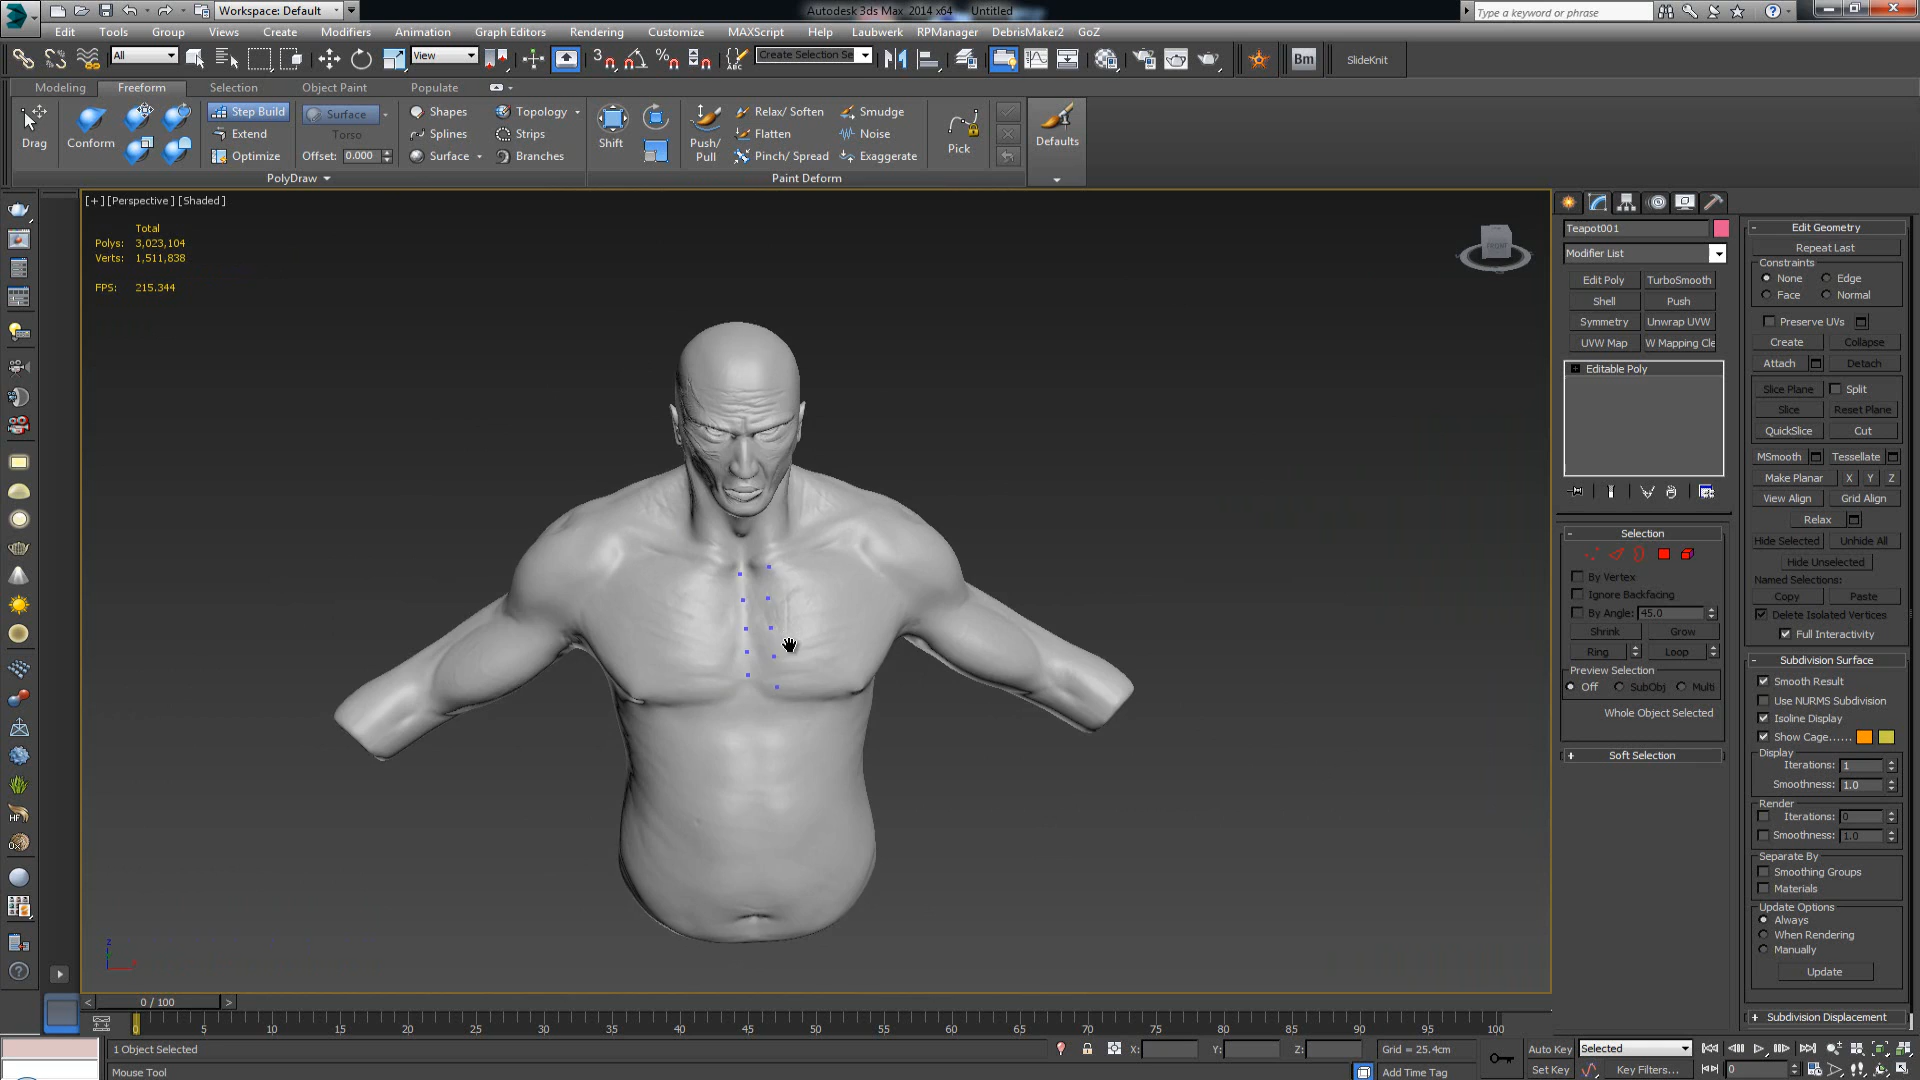 Workspace: Default
Autodesk 3ds Max 2014 x64 Untitled
Type a keyword or phrase
Edit Tools Group Views Create Modifiers Animation Graph Editors Rendering Customize MAXScript Help Laubwerk RPManager DebrisMaker2 GoZ
All View Create Selection Se Bm SlideKnit
Modeling Freeform Selection Object Paint Populate
Drag Conform Step Build Extend Optimize
Surface Torso Offset: 0.000
Shapes Splines Surface
Topology Strips Branches
Shift Push/ Pull
Relax/ Soften Flatten Pinch/ Spread
Smudge Noise Exaggerate
Pick Defaults
PolyDraw Paint Deform
[+] [Perspective ] [Shaded ]
Total
Polys: 3,023,104
Verts: 1,511,838
FPS: 215.344
FRONT
Teapot001
Modifier List
Edit Poly TurboSmooth
Shell Push
Symmetry Unwrap UVW
UVW Map W Mapping Cle
Editable Poly
Selection
By Vertex
Ignore Backfacing
By Angle: 45.0
Shrink Grow
Ring Loop
Preview Selection
Off SubObj Multi
Whole Object Selected
Soft Selection
Edit Geometry
Repeat Last
Constraints
None Edge
Face Normal
Preserve UVs
Create Collapse
Attach Detach
Slice Plane Split
Slice Reset Plane
QuickSlice Cut
MSmooth Tessellate
Make Planar X Y Z
View Align Grid Align
Relax
Hide Selected Unhide All
Hide Unselected
Named Selections:
Copy Paste
Delete Isolated Vertices
Full Interactivity
Subdivision Surface
Smooth Result
Use NURMS Subdivision
Isoline Display
Show Cage......
Display
Iterations: 1
Smoothness: 1.0
Render
Iterations: 0
Smoothness: 1.0
Separate By
Smoothing Groups
Materials
Update Options
Always
When Rendering
Manually
Update
Subdivision Displacement
z
0 / 100
0 5 10 15 20 25 30 35 40 45 50 55 60 65 70 75 80 85 90 95 100
1 Object Selected X: Y: Z: Grid = 25.4cm Auto Key Selected
Mouse Tool Add Time Tag Set Key Key Filters... 0